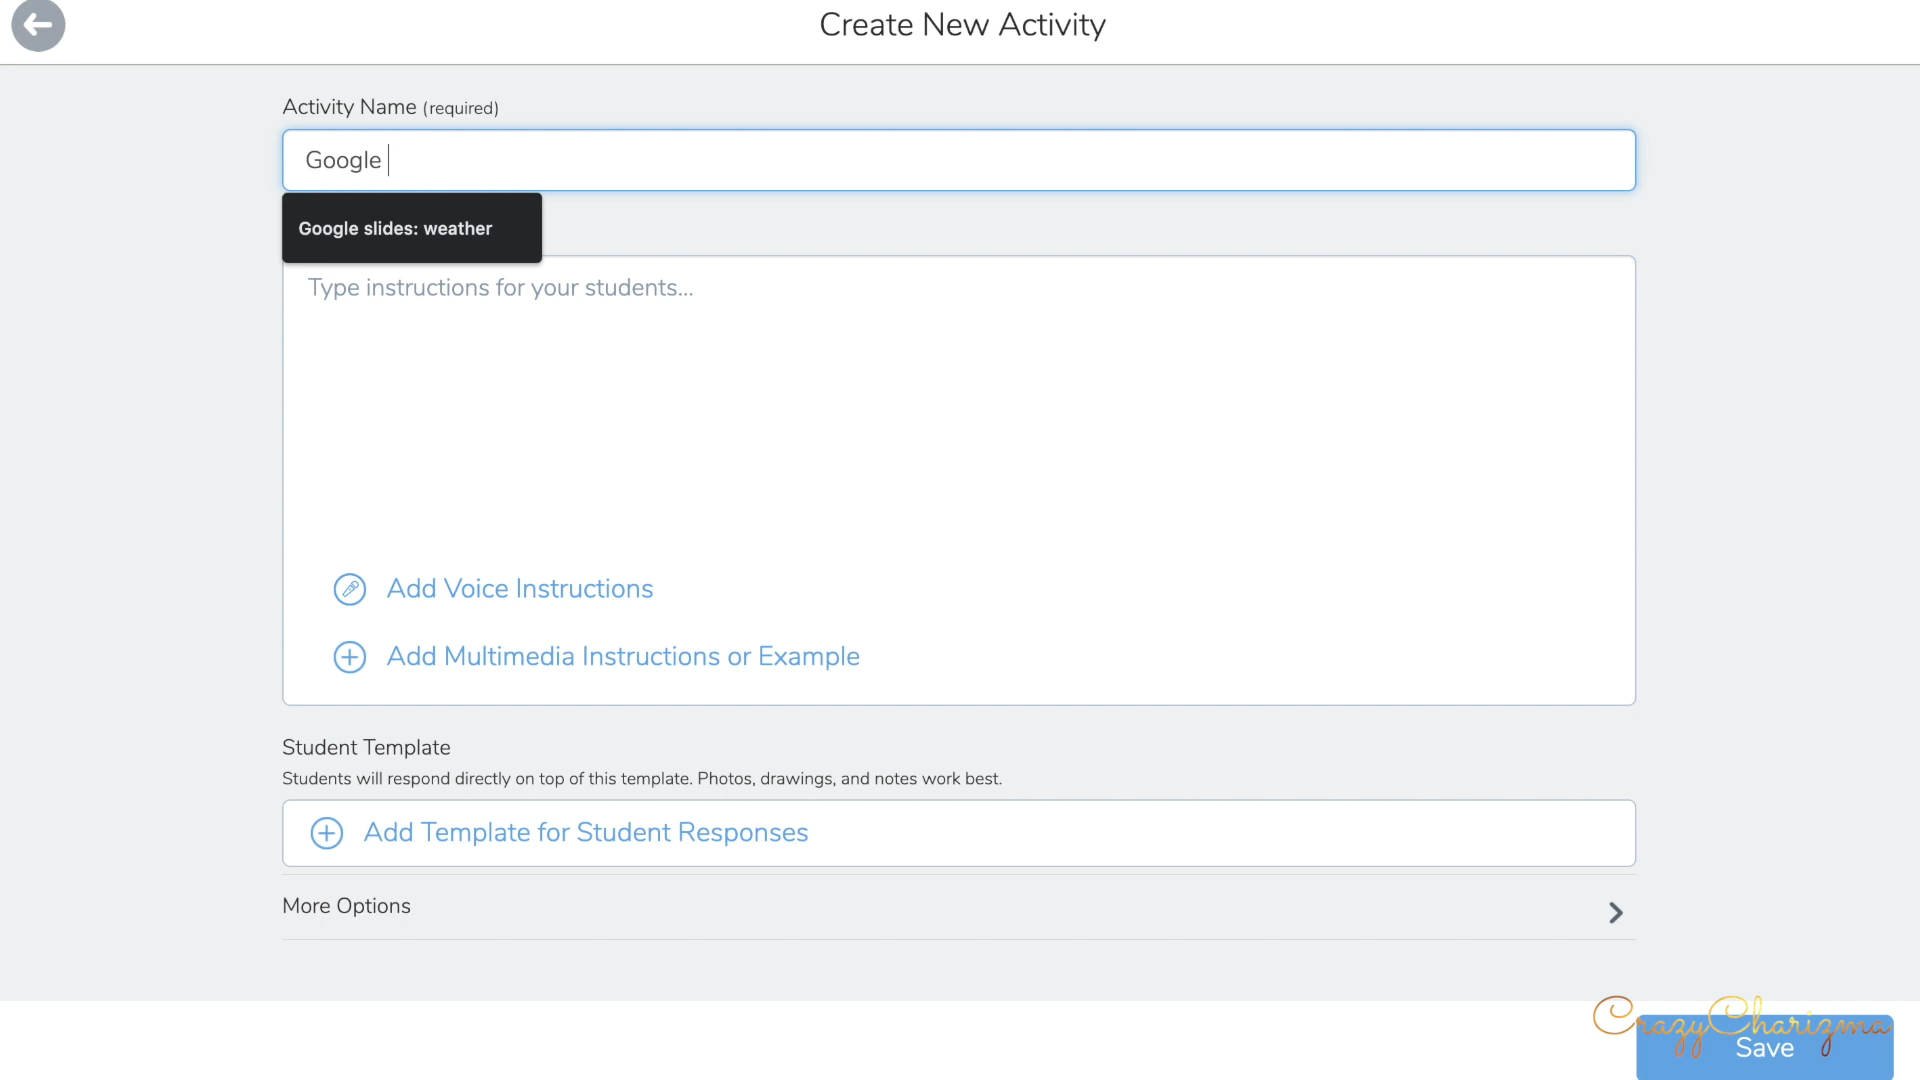 Create New Activity
Activity Name (required)
Google
Google slides: weather
Type instructions for your students...
Add Voice Instructions
Add Multimedia Instructions or Example
Student Template
Students will respond directly on top of this template. Photos, drawings, and notes work best.
Add Template for Student Responses
More Options
CrazyCharizma
Save